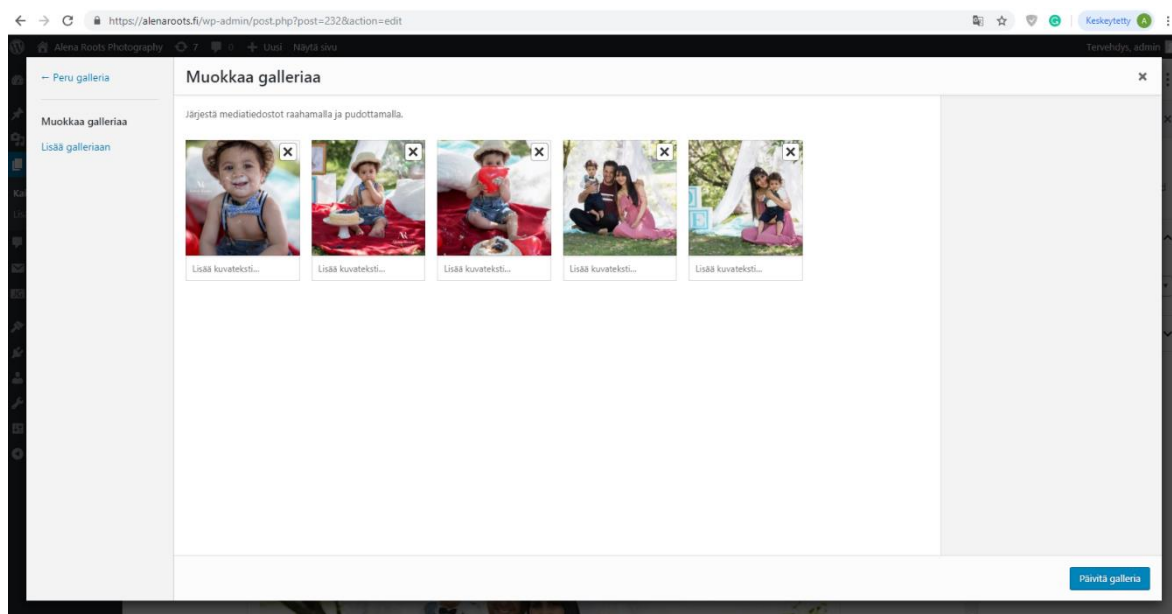 https://alenaroots.fi/wp-admin/post.php?post=232&action=edit
Keskeytetty A
Alena Roots Photography 7 0 + Uusi Näytä sivu
Tervehdys, admin
← Peru galleria
Muokkaa galleriaa
Muokkaa galleriaa
Lisää galleriaan
Järjestä mediatiedostot raahamalla ja pudottamalla.
Lisää kuvateksti...
Lisää kuvateksti...
Lisää kuvateksti...
Lisää kuvateksti...
Lisää kuvateksti...
Päivitä galleria